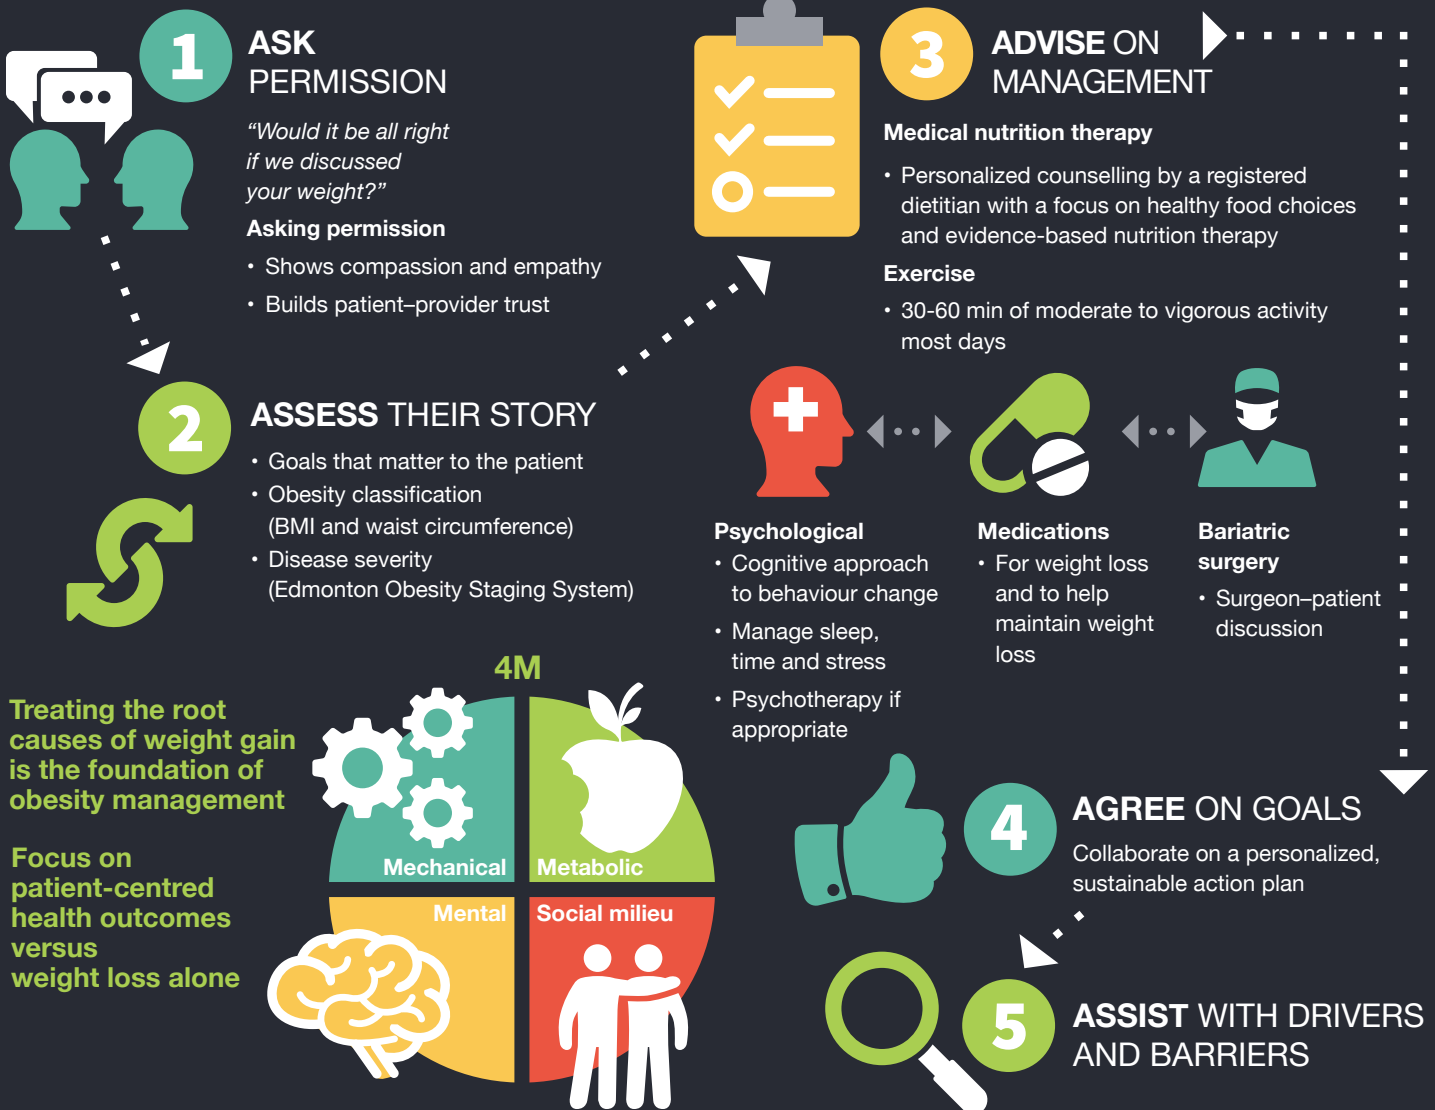 1
ASK
PERMISSION
“Would it be all right
if we discussed
your weight?”
Asking permission
• Shows compassion and empathy
• Builds patient–provider trust
2
ASSESS THEIR STORY
• Goals that matter to the patient
• Obesity classification
(BMI and waist circumference)
• Disease severity
(Edmonton Obesity Staging System)
Treating the root
causes of weight gain
is the foundation of
obesity management
Focus on
patient-centred
health outcomes
versus
weight loss alone
4M
Mechanical
Metabolic
Mental
Social milieu
3
ADVISE ON
MANAGEMENT
Medical nutrition therapy
• Personalized counselling by a registered
dietitian with a focus on healthy food choices
and evidence-based nutrition therapy
Exercise
• 30-60 min of moderate to vigorous activity
most days
Psychological
• Cognitive approach
to behaviour change
• Manage sleep,
time and stress
• Psychotherapy if
appropriate
Medications
• For weight loss
and to help
maintain weight
loss
Bariatric
surgery
• Surgeon–patient
discussion
4
AGREE ON GOALS
Collaborate on a personalized,
sustainable action plan
5
ASSIST WITH DRIVERS
AND BARRIERS